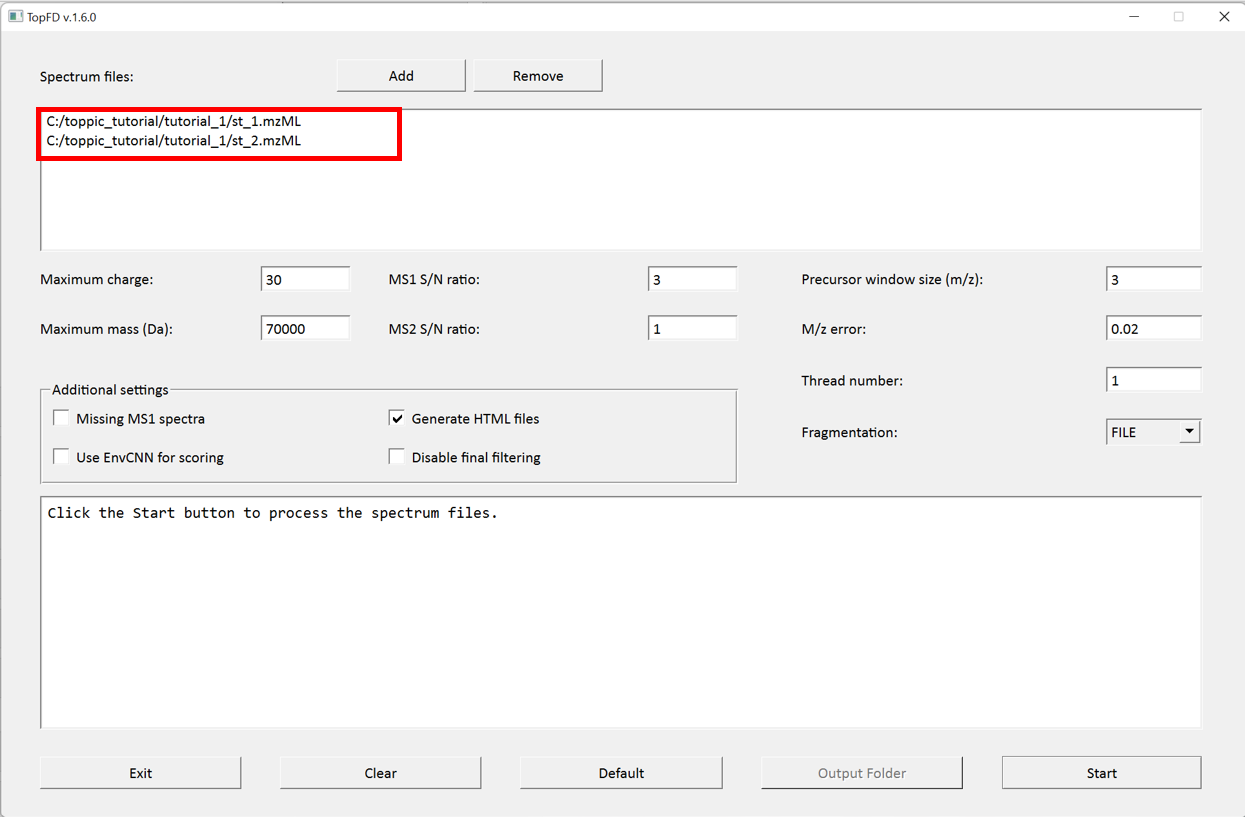 TopFD v.1.6.0
Spectrum files:
Add
Remove
C:/toppic_tutorial/tutorial_1/st_1.mzML
C:/toppic_tutorial/tutorial_1/st_2.mzML
Maximum charge: 30 MS1 S/N ratio: 3 Precursor window size (m/z): 3
Maximum mass (Da): 70000 MS2 S/N ratio: 1 M/z error: 0.02
Thread number: 1
Additional settings
Missing MS1 spectra Generate HTML files
Fragmentation: FILE
Use EnvCNN for scoring Disable final filtering
Click the Start button to process the spectrum files.
Exit Clear Default Output Folder Start